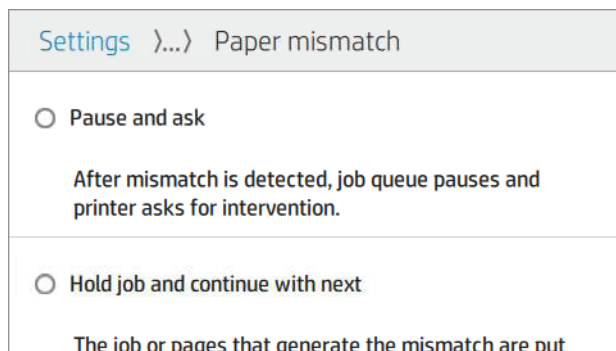 Settings ⟩...⟩ Paper mismatch
Pause and ask
After mismatch is detected, job queue pauses and
printer asks for intervention.
Hold job and continue with next
The job or pages that generate the mismatch are put